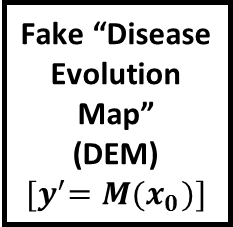 Fake “Disease
Evolution
Map”
(DEM)
[y′= M(x₀)]